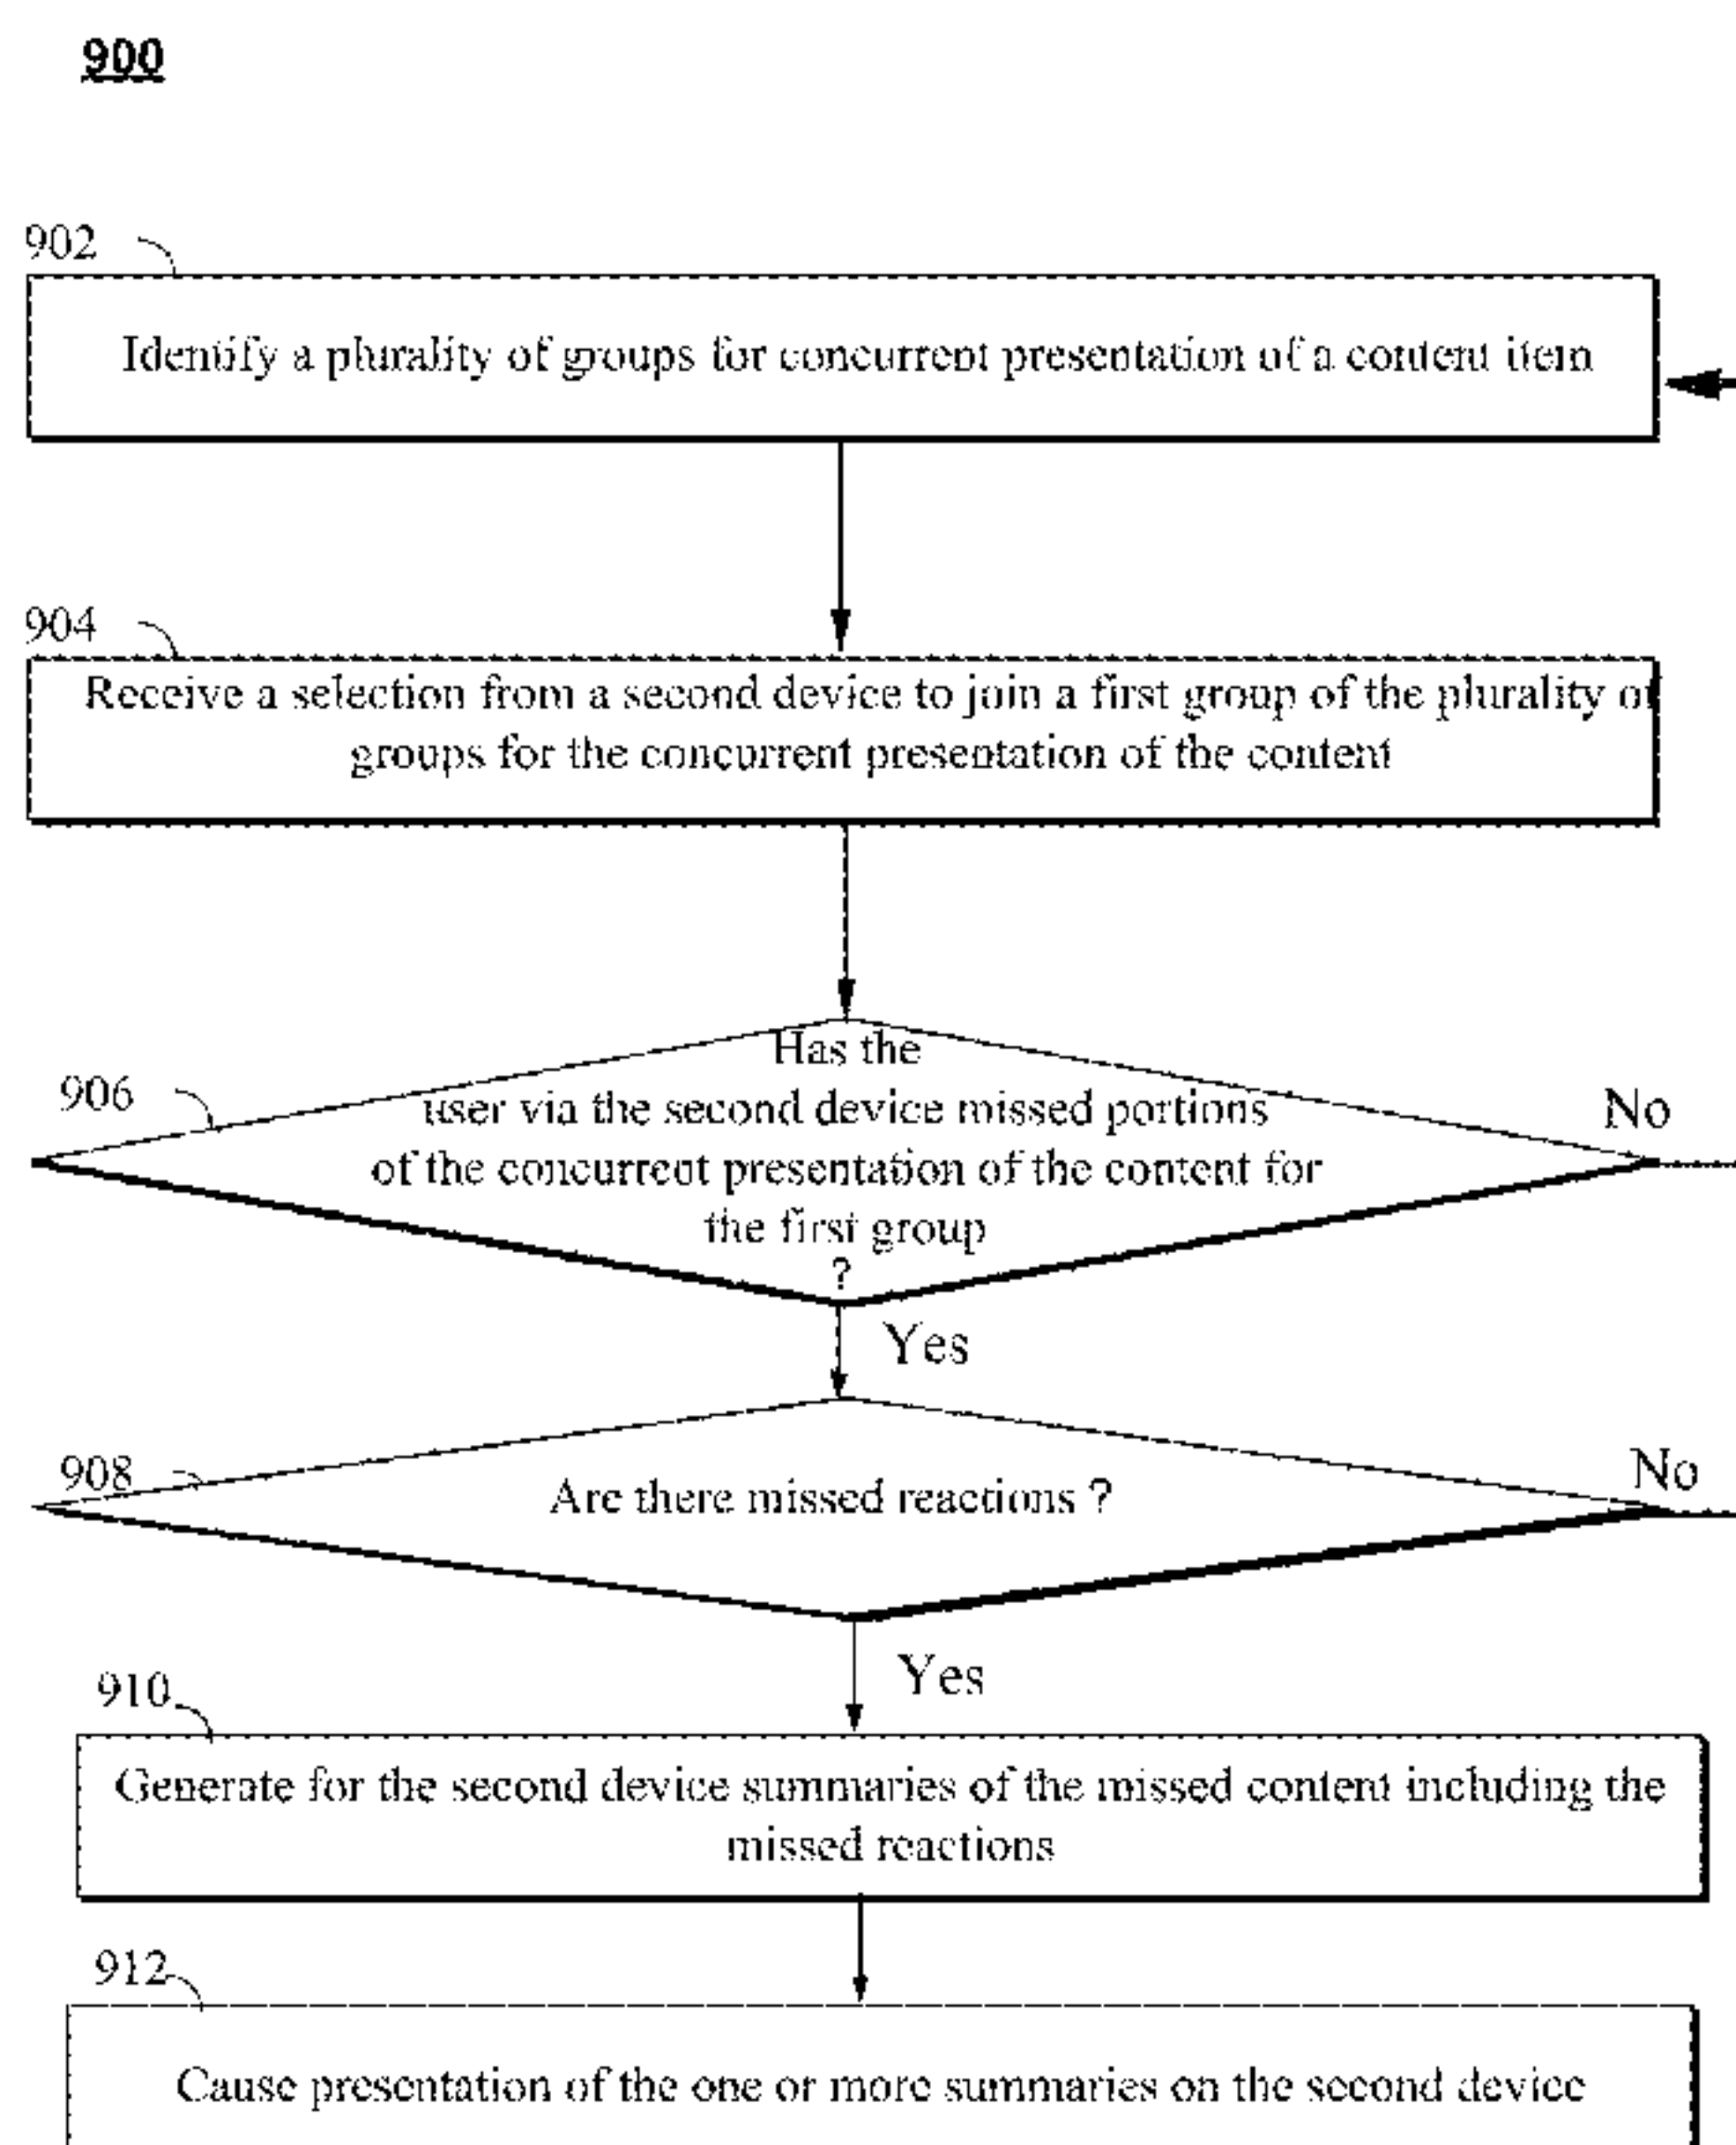 900
902
Identify a plurality of groups for concurrent presentation of a content item
904
Receive a selection from a second device to join a first group of the plurality of
groups for the concurrent presentation of the content
906
Has the
user via the second device missed portions
of the concurrent presentation of the content for
the first group
?
No
Yes
908
Are there missed reactions ?
No
Yes
910
Generate for the second device summaries of the missed content including the
missed reactions
912
Cause presentation of the one or more summaries on the second device